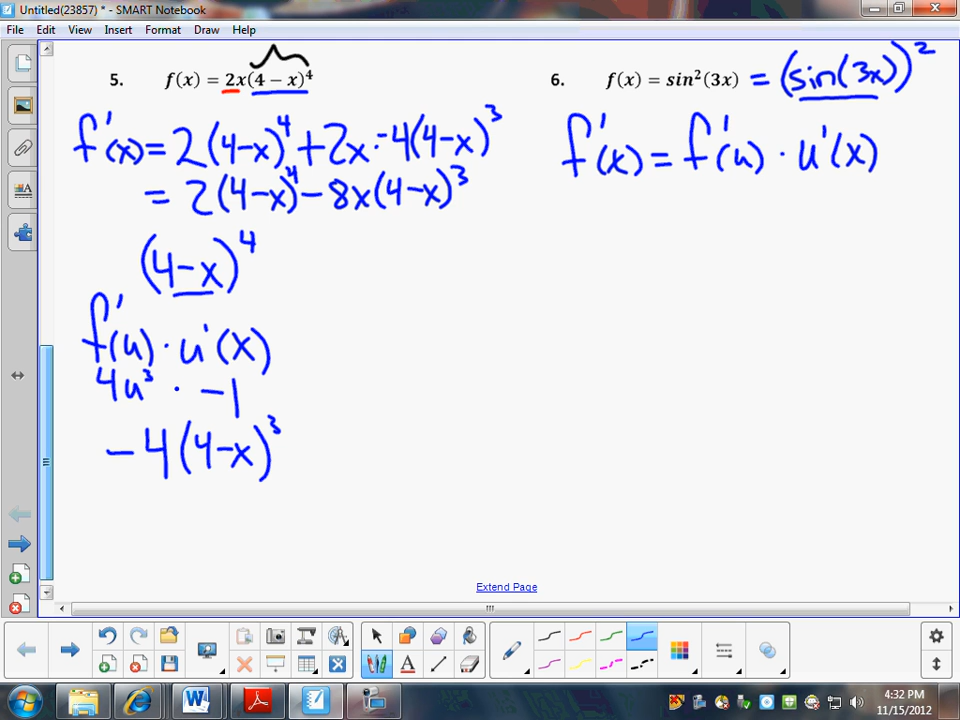 Untitled(23857) * - SMART Notebook
File Edit View Insert Format Draw Help
5. f(x) = 2x(4 − x)⁴
f'(x) = 2(4-x)⁴ + 2x · -4(4-x)³
= 2(4-x)⁴ - 8x(4-x)³
(4-x)⁴
f'(u) · u'(x)
4u³ · -1
-4(4-x)³
6. f(x) = sin²(3x) = (sin(3x))²
f'(x) = f'(u) · u'(x)
Extend Page
4:32 PM
11/15/2012